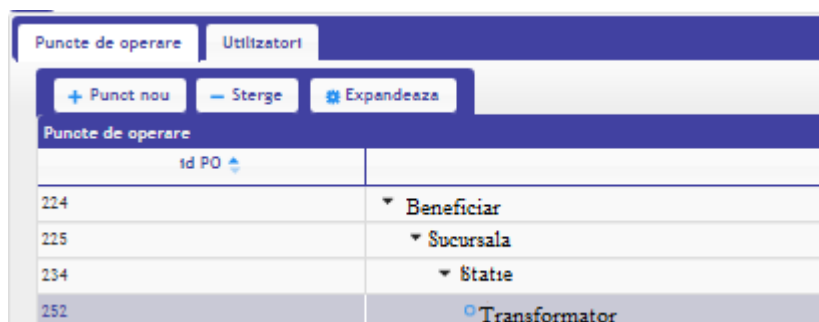 Puncte de operare Utilizatori
+ Punct nou − Sterge Expandeaza
Puncte de operare
id PO
224 Beneficiar
225 Sucursala
234 Statie
252 Transformator